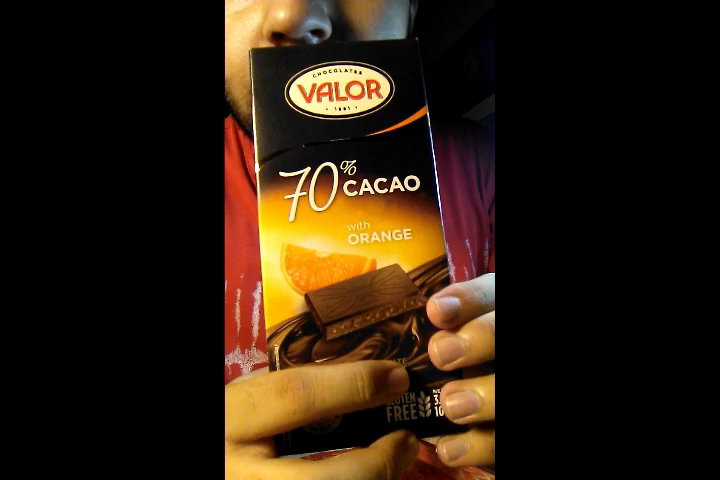 CHOCOLATES
VALOR
· 1881 ·
70%
CACAO
with
ORANGE
GLUTEN
FREE